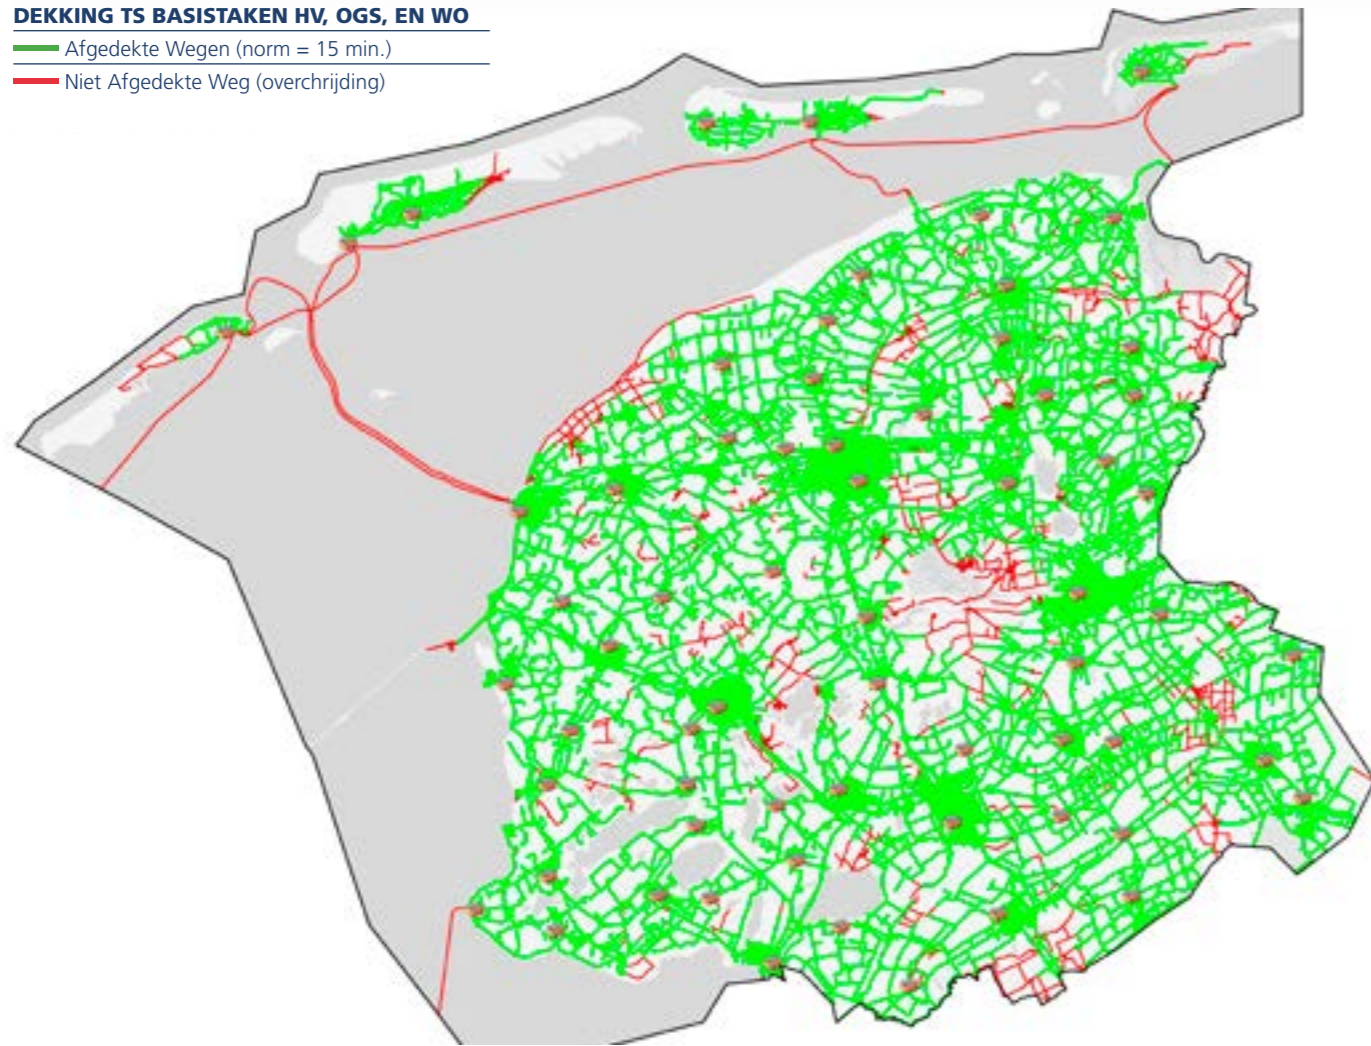 DEKKING TS BASISTAKEN HV, OGS, EN WO
Afgedekte Wegen (norm = 15 min.)
Niet Afgedekte Weg (overchrijding)